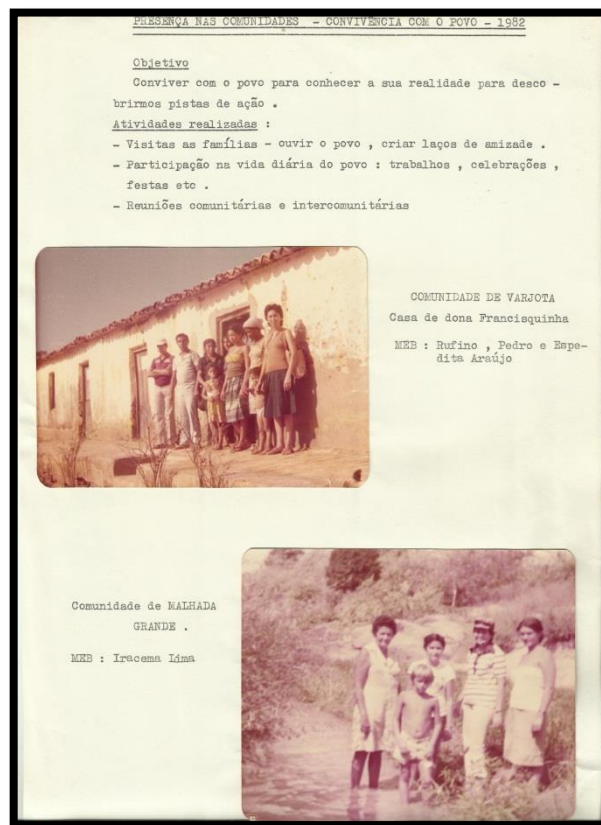 PRESENÇA NAS COMUNIDADES - CONVIVÊNCIA COM O POVO - 1982
Objetivo
Conviver com o povo para conhecer a sua realidade para desco -
brirmos pistas de ação .
Atividades realizadas :
- Visitas as famílias - ouvir o povo , criar laços de amizade .
- Participação na vida diária do povo : trabalhos , celebrações ,
festas etc .
- Reuniões comunitárias e intercomunitárias
COMUNIDADE DE VARJOTA
Casa de dona Francisquinha
MEB : Rufino , Pedro e Espe-
dita Araújo
Comunidade de MALHADA
GRANDE .
MEB : Iracema Lima